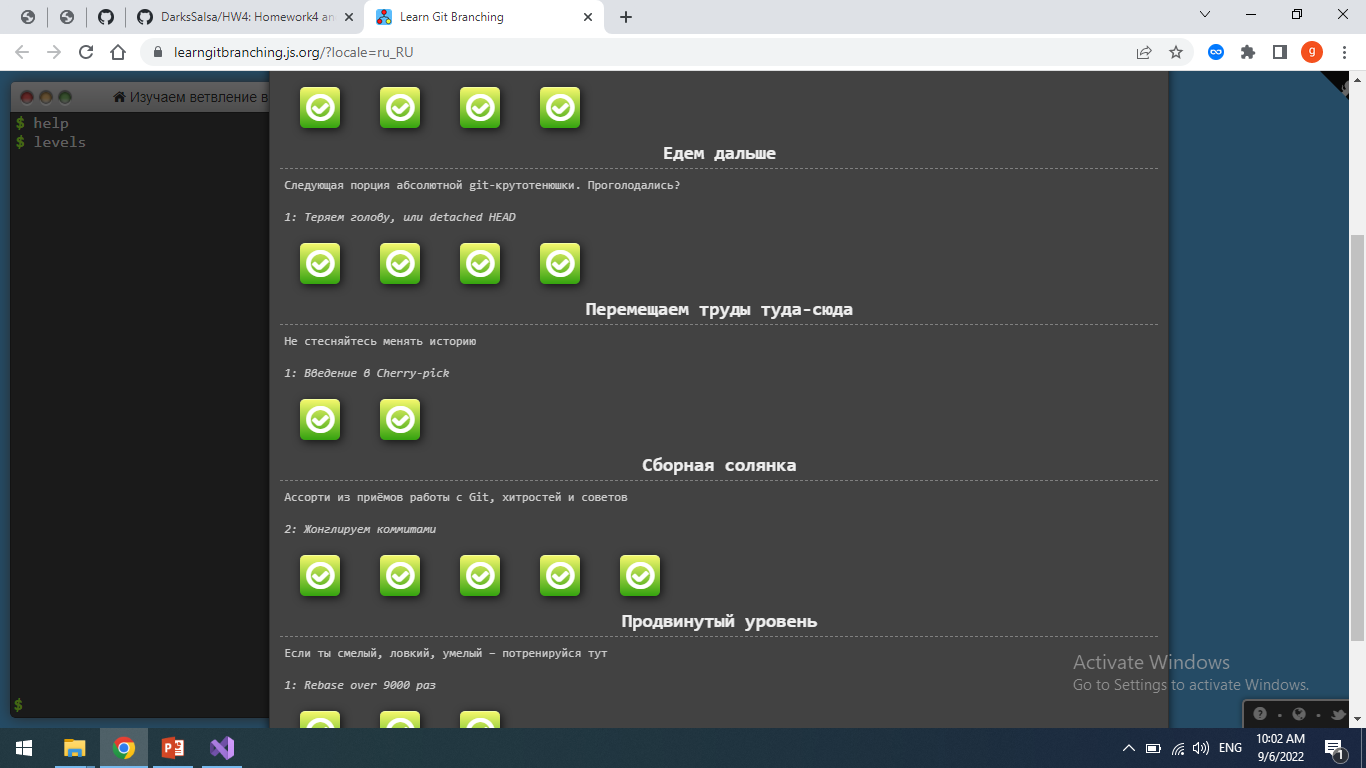 DarksSalsa/HW4: Homework4 an
Learn Git Branching
learngitbranching.js.org/?locale=ru_RU
g
Изучаем ветвление в
$ help
$ levels
$
Едем дальше
Следующая порция абсолютной git-крутотенюшки. Проголодались?
1: Теряем голову, или detached HEAD
Перемещаем труды туда-сюда
Не стесняйтесь менять историю
1: Введение в Cherry-pick
Сборная солянка
Ассорти из приёмов работы с Git, хитростей и советов
2: Жонглируем коммитами
Продвинутый уровень
Если ты смелый, ловкий, умелый – потренируйся тут
1: Rebase over 9000 раз
Activate Windows
Go to Settings to activate Windows.
ENG
10:02 AM
9/6/2022
1